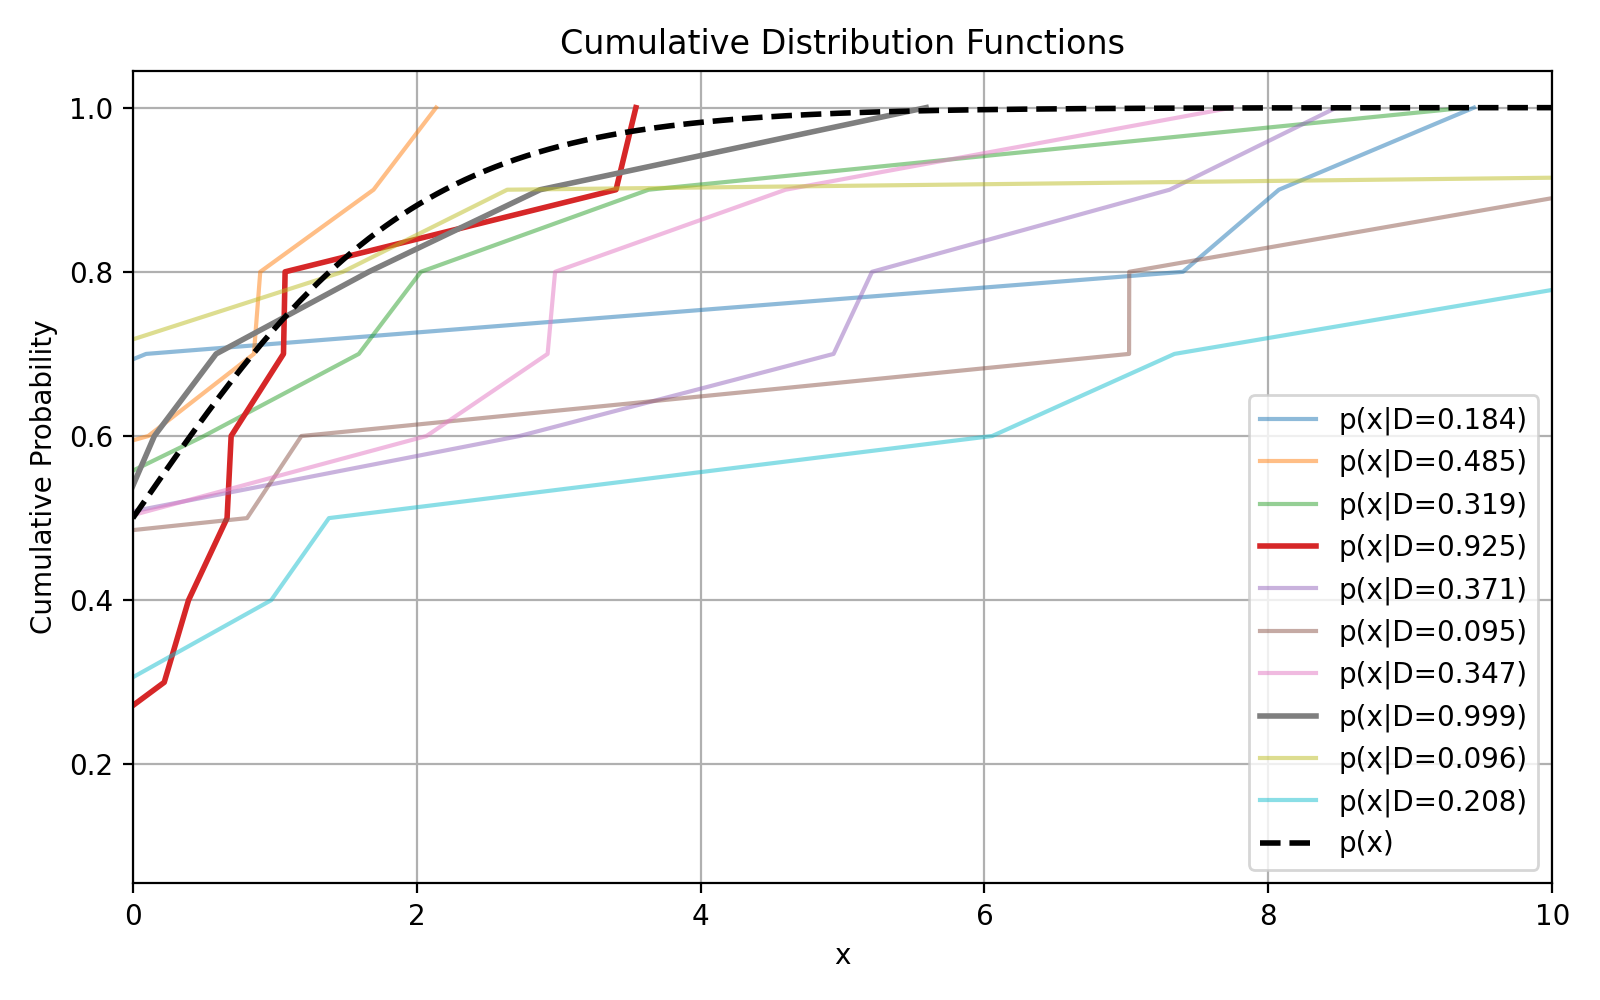 Cumulative Distribution Functions
Cumulative Probability
1.0
0.8
0.6
0.4
0.2
0 2 4 6 8 10
x
p(x|D=0.184)
p(x|D=0.485)
p(x|D=0.319)
p(x|D=0.925)
p(x|D=0.371)
p(x|D=0.095)
p(x|D=0.347)
p(x|D=0.999)
p(x|D=0.096)
p(x|D=0.208)
p(x)